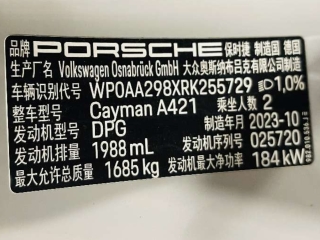 品牌 PORSCHE 保时捷 制造国 德国
生产厂名 Volkswagen Osnabrück GmbH 大众奥斯纳布吕克有限公司制造
车辆识别代号 WP0AA298XRK255729 ≥1,0%
整车型号 Cayman A421 乘坐人数 2
发动机型号 DPG 制造年月 2023-10
发动机排量 1988 mL 发动机序列号 025720
最大允许总质量 1685 kg 发动机最大净功率 184 kW